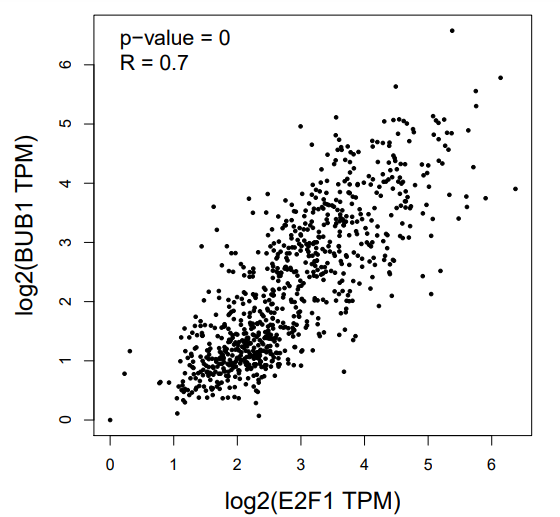 p−value = 0
R = 0.7
log2(BUB1 TPM)
6
5
4
3
2
1
0
0 1 2 3 4 5 6
log2(E2F1 TPM)